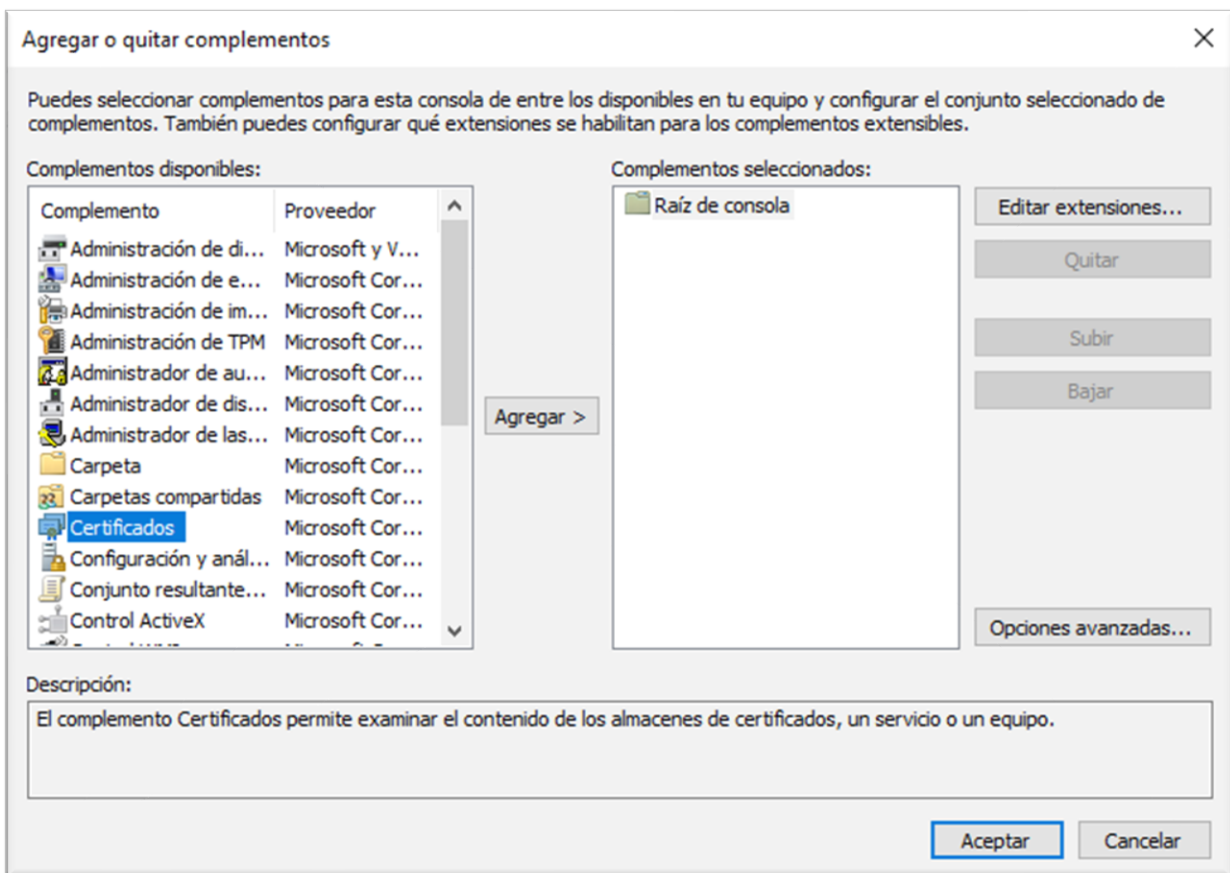 Agregar o quitar complementos
Puedes seleccionar complementos para esta consola de entre los disponibles en tu equipo y configurar el conjunto seleccionado de
complementos. También puedes configurar qué extensiones se habilitan para los complementos extensibles.
Complementos disponibles:
Complemento Proveedor
Administración de di... Microsoft y V...
Administración de e... Microsoft Cor...
Administración de im... Microsoft Cor...
Administración de TPM Microsoft Cor...
Administrador de au... Microsoft Cor...
Administrador de dis... Microsoft Cor...
Administrador de las... Microsoft Cor...
Carpeta Microsoft Cor...
Carpetas compartidas Microsoft Cor...
Certificados Microsoft Cor...
Configuración y anál... Microsoft Cor...
Conjunto resultante... Microsoft Cor...
Control ActiveX Microsoft Cor...
Agregar >
Complementos seleccionados:
Raíz de consola
Editar extensiones...
Quitar
Subir
Bajar
Opciones avanzadas...
Descripción:
El complemento Certificados permite examinar el contenido de los almacenes de certificados, un servicio o un equipo.
Aceptar Cancelar